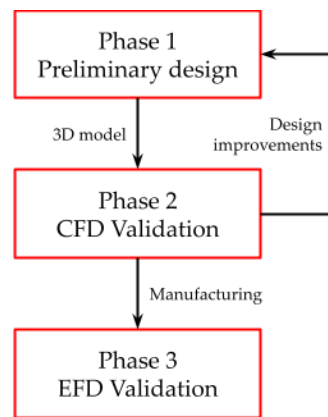 Phase 1
Preliminary design
3D model
Design
improvements
Phase 2
CFD Validation
Manufacturing
Phase 3
EFD Validation